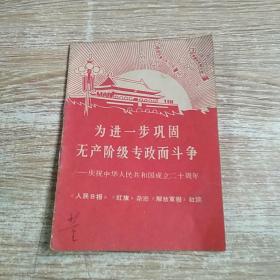 为进一步巩固
无产阶级专政而斗争
——庆祝中华人民共和国成立二十周年
《人民日报》《红旗》杂志《解放军报》社论